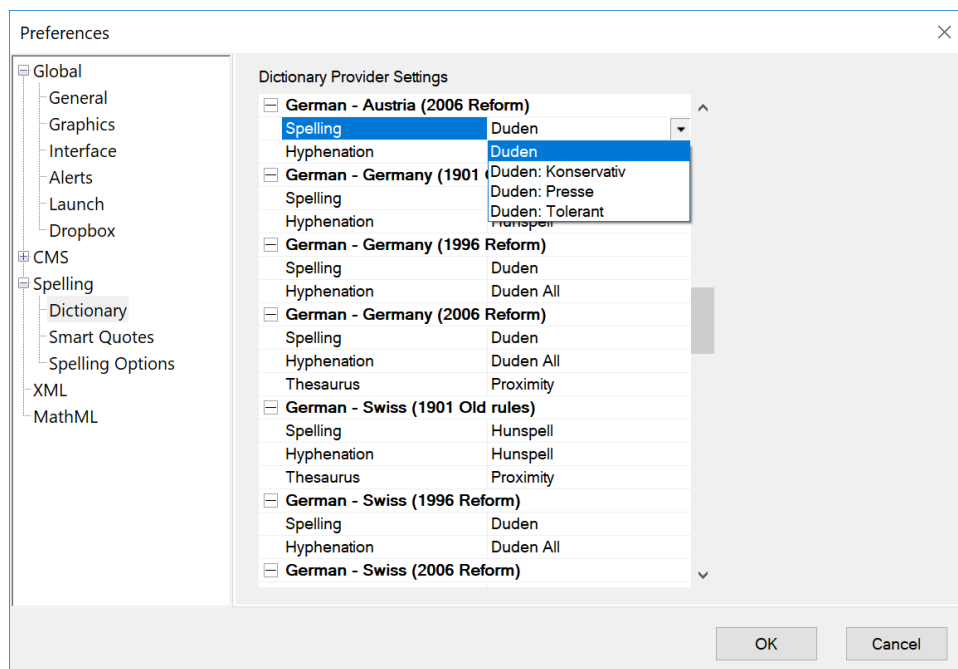 Preferences
Global
General
Graphics
Interface
Alerts
Launch
Dropbox
CMS
Spelling
Dictionary
Smart Quotes
Spelling Options
XML
MathML
Dictionary Provider Settings
German - Austria (2006 Reform)
Spelling Duden
Hyphenation
Duden
Duden: Konservativ
Duden: Presse
Duden: Tolerant
German - Germany (1901
Spelling
Hyphenation Hunspell
German - Germany (1996 Reform)
Spelling Duden
Hyphenation Duden All
German - Germany (2006 Reform)
Spelling Duden
Hyphenation Duden All
Thesaurus Proximity
German - Swiss (1901 Old rules)
Spelling Hunspell
Hyphenation Hunspell
Thesaurus Proximity
German - Swiss (1996 Reform)
Spelling Duden
Hyphenation Duden All
German - Swiss (2006 Reform)
OK Cancel